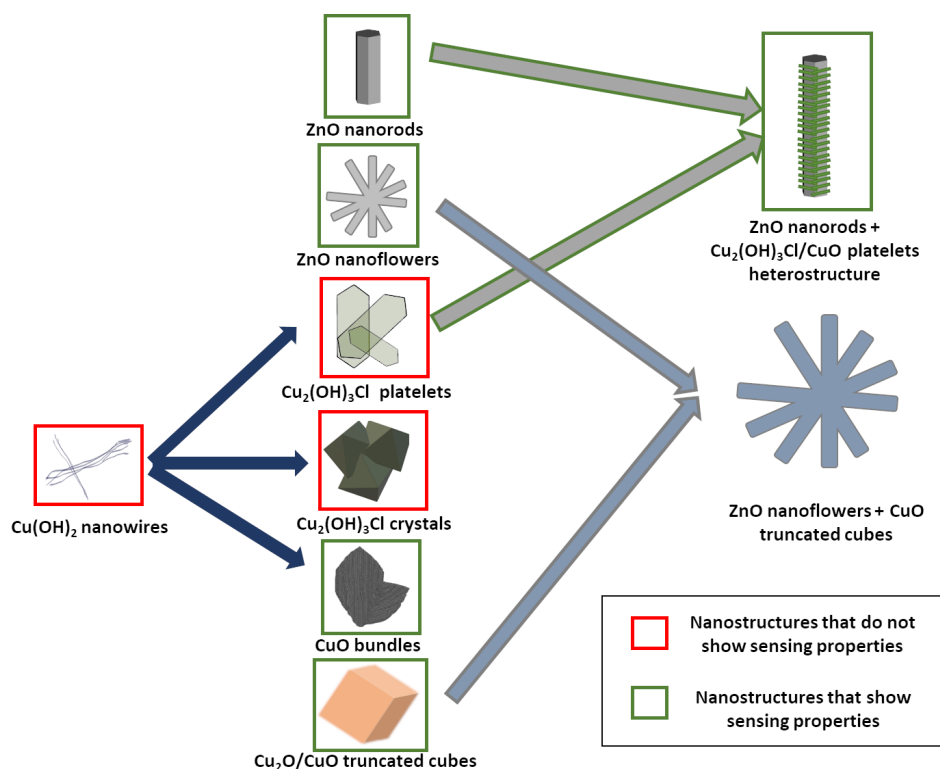 ZnO nanorods
ZnO nanoflowers
Cu₂(OH)₃Cl platelets
Cu(OH)₂ nanowires
Cu₂(OH)₃Cl crystals
CuO bundles
Cu₂O/CuO truncated cubes
ZnO nanorods +
Cu₂(OH)₃Cl/CuO platelets
heterostructure
ZnO nanoflowers + CuO
truncated cubes
Nanostructures that do not
show sensing properties
Nanostructures that show
sensing properties